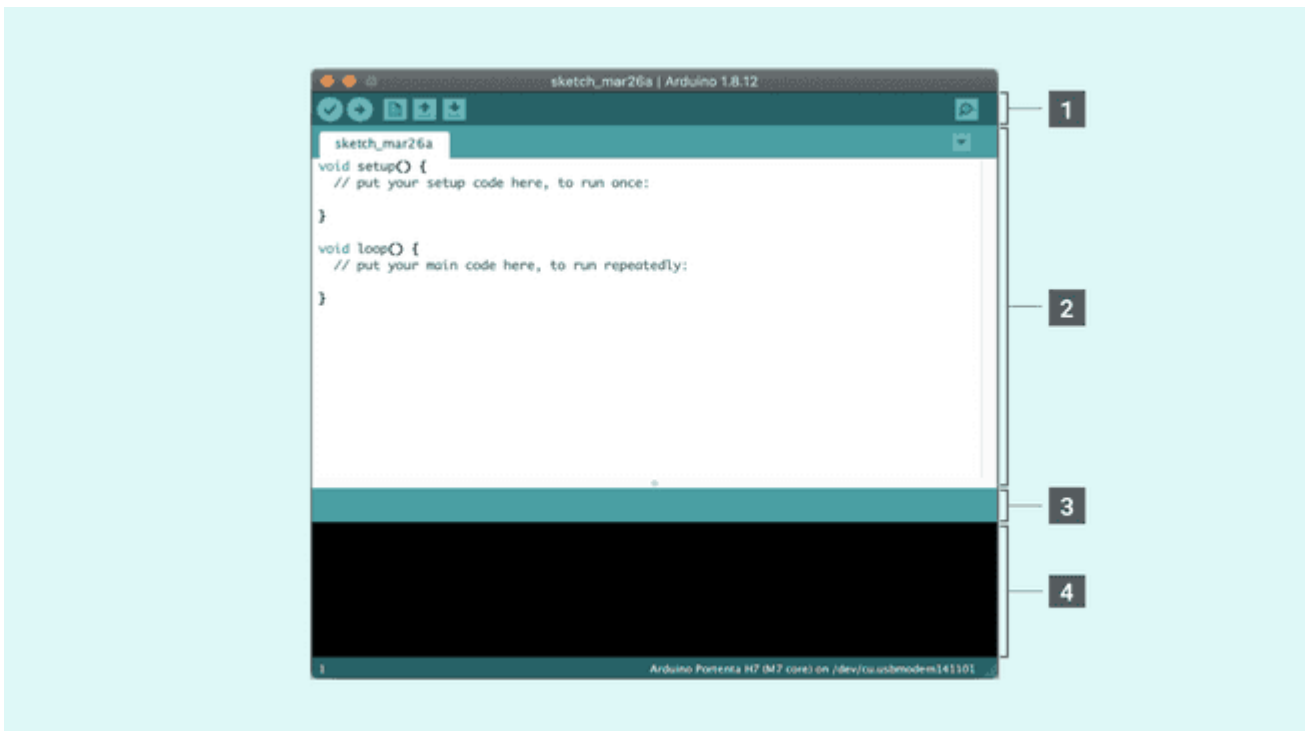 sketch_mar26a | Arduino 1.8.12
1
sketch_mar26a
void setup() {
// put your setup code here, to run once:
}
void loop() {
// put your main code here, to run repeatedly:
}
2
3
4
1
Arduino Portenta H7 (M7 core) on /dev/cu.usbmodem141101